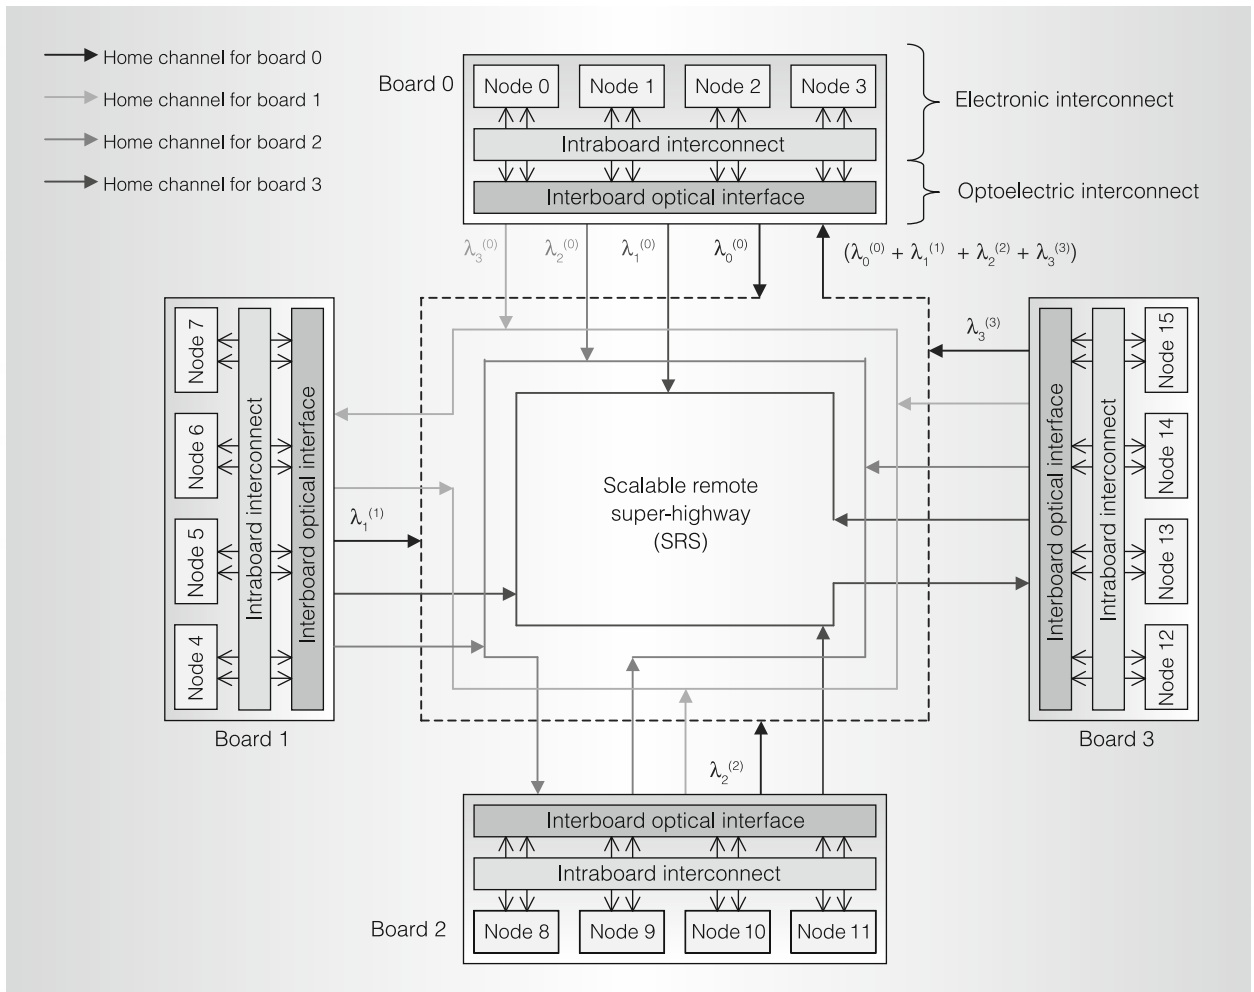 Home channel for board 0
Home channel for board 1
Home channel for board 2
Home channel for board 3
Board 0
Node 0
Node 1
Node 2
Node 3
Intraboard interconnect
Interboard optical interface
Electronic interconnect
Optoelectric interconnect
λ₃⁽⁰⁾
λ₂⁽⁰⁾
λ₁⁽⁰⁾
λ₀⁽⁰⁾
(λ₀⁽⁰⁾ + λ₁⁽¹⁾ + λ₂⁽²⁾ + λ₃⁽³⁾)
Node 7
Node 6
Node 5
Node 4
Intraboard interconnect
Interboard optical interface
Board 1
λ₁⁽¹⁾
Scalable remote
super-highway
(SRS)
λ₃⁽³⁾
Interboard optical interface
Intraboard interconnect
Node 15
Node 14
Node 13
Node 12
Board 3
λ₂⁽²⁾
Interboard optical interface
Intraboard interconnect
Board 2
Node 8
Node 9
Node 10
Node 11